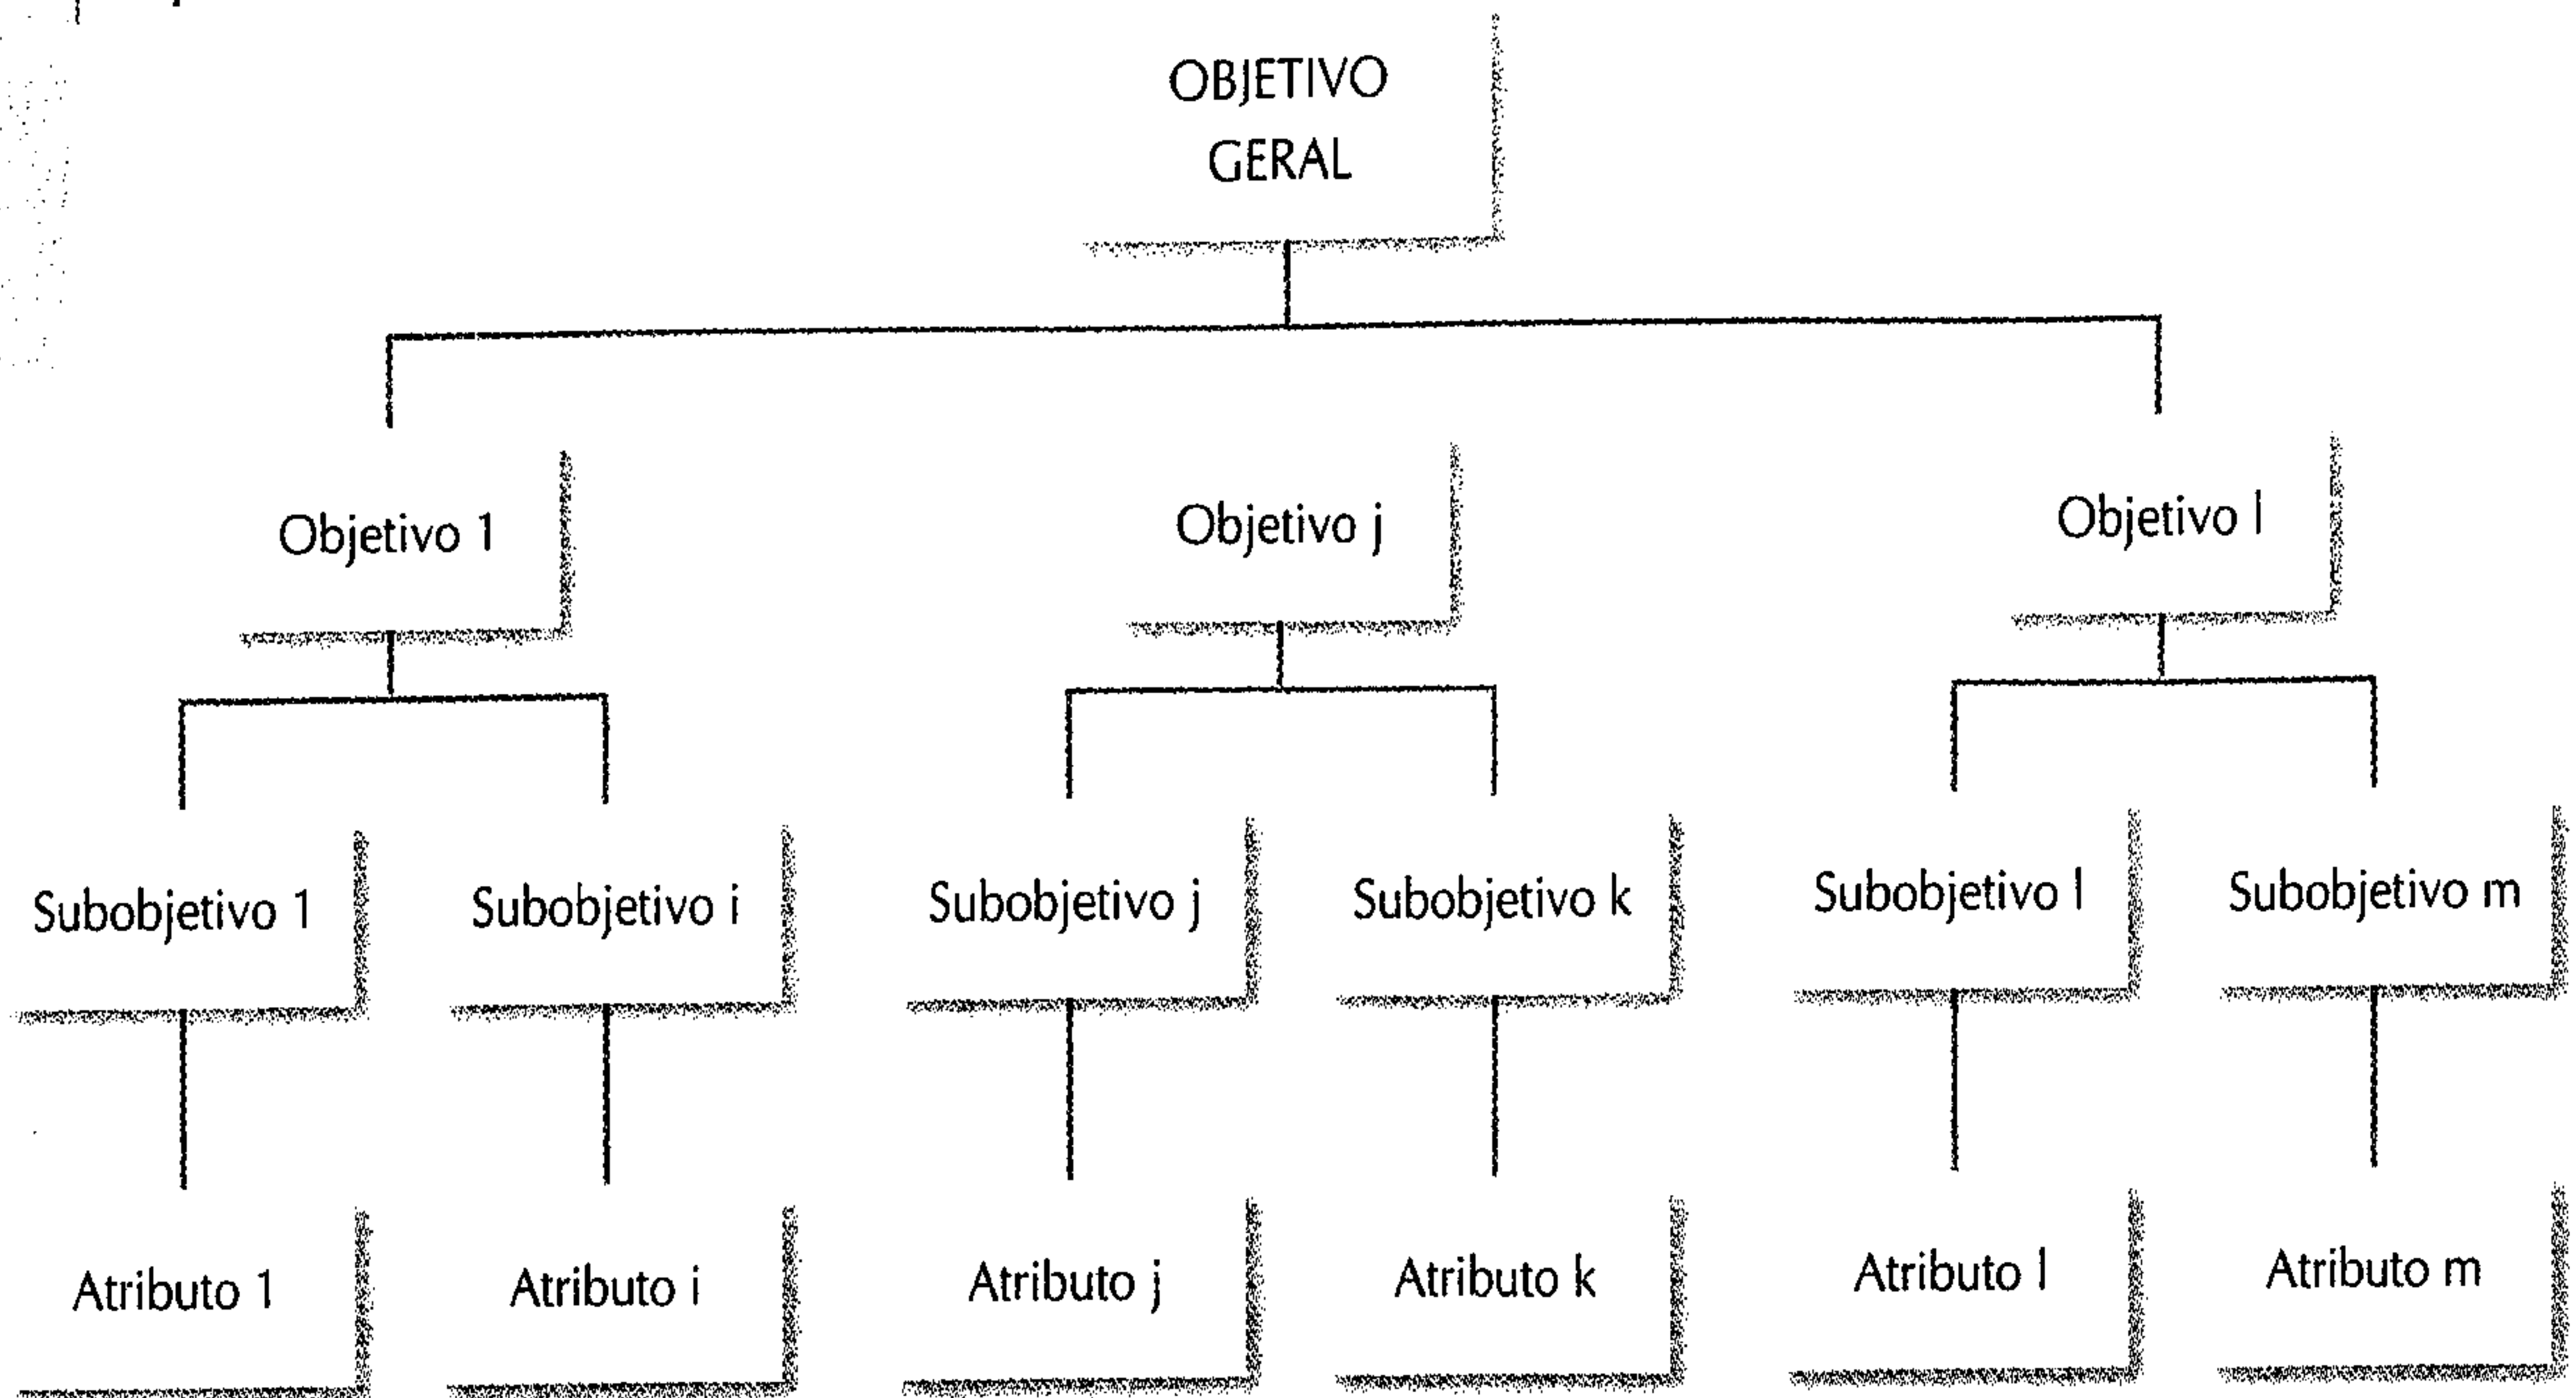 OBJETIVO
GERAL
Objetivo 1
Objetivo j
Objetivo l
Subobjetivo 1
Subobjetivo i
Subobjetivo j
Subobjetivo k
Subobjetivo l
Subobjetivo m
Atributo 1
Atributo i
Atributo j
Atributo k
Atributo l
Atributo m